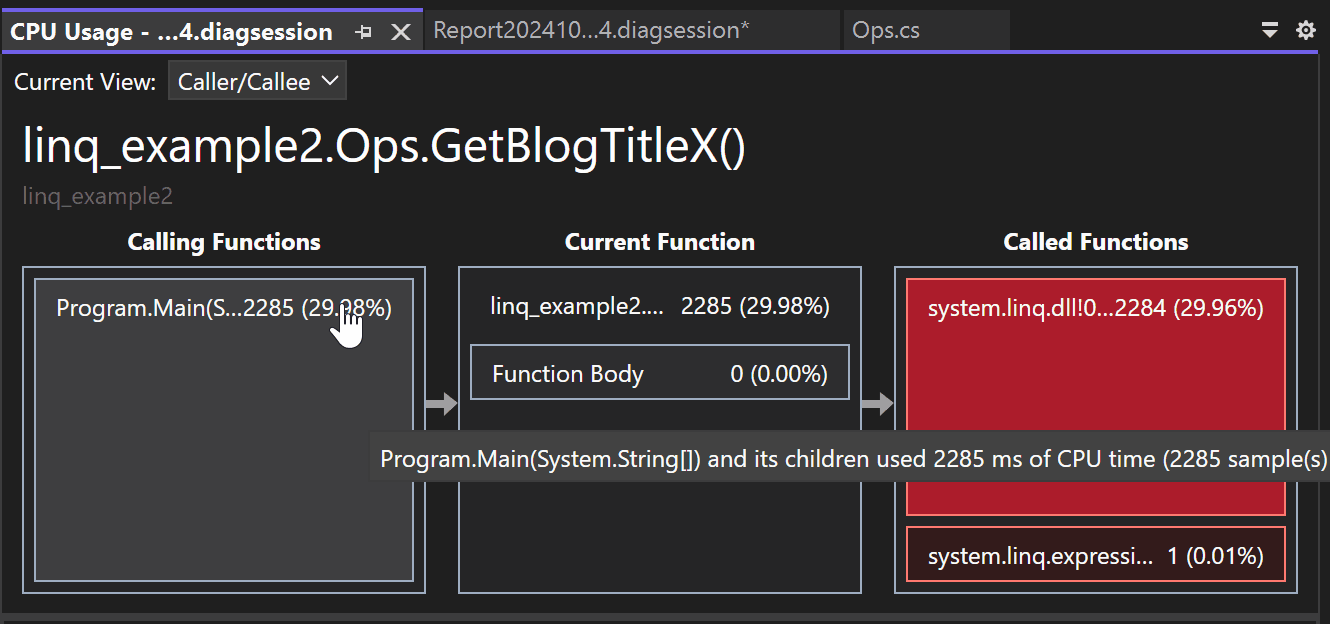 CPU Usage - ...4.diagsession Report202410...4.diagsession* Ops.cs
Current View: Caller/Callee
linq_example2.Ops.GetBlogTitleX()
linq_example2
Calling Functions Current Function Called Functions
Program.Main(S...2285 (29.98%) linq_example2.... 2285 (29.98%) system.linq.dll!0...2284 (29.96%)
Function Body 0 (0.00%)
Program.Main(System.String[]) and its children used 2285 ms of CPU time (2285 sample(s)
system.linq.expressi... 1 (0.01%)